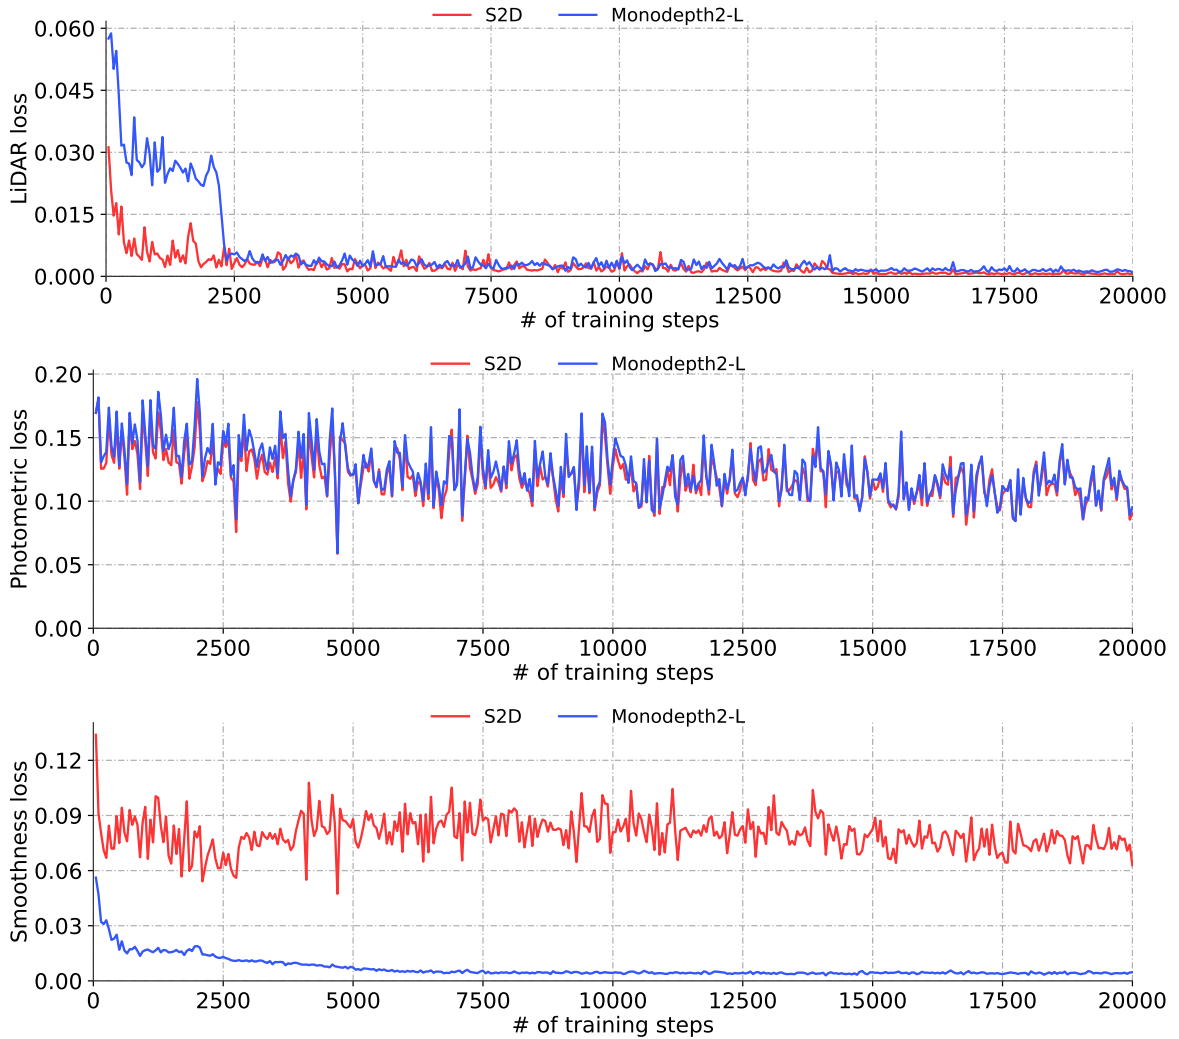 S2D Monodepth2-L
0.060
0.045
0.030
0.015
0.000
LiDAR loss
0 2500 5000 7500 10000 12500 15000 17500 20000
# of training steps
S2D Monodepth2-L
0.20
0.15
0.10
0.05
0.00
Photometric loss
0 2500 5000 7500 10000 12500 15000 17500 20000
# of training steps
S2D Monodepth2-L
0.12
0.09
0.06
0.03
0.00
Smoothness loss
0 2500 5000 7500 10000 12500 15000 17500 20000
# of training steps